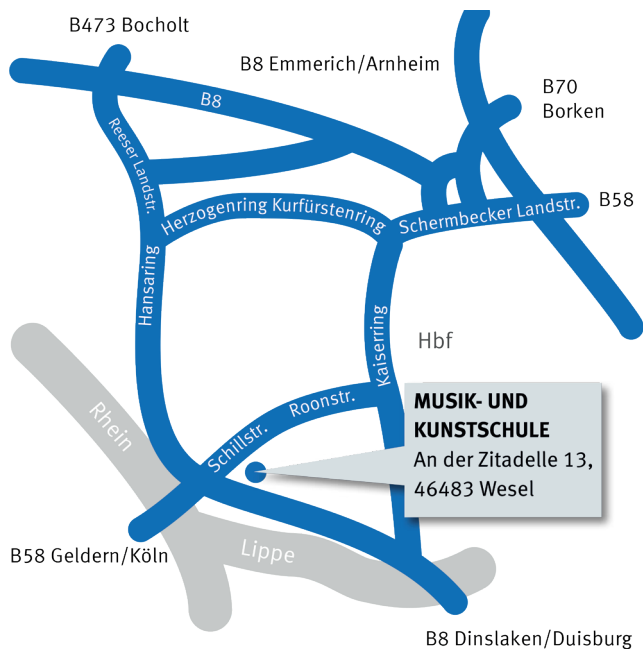 B473 Bocholt
B8 Emmerich/Arnheim
B70
Borken
B8
Reeser Landstr.
Herzogenring Kurfürstenring
Schermbecker Landstr.
B58
Hansaring
Kaiserring
Hbf
Rhein
Schillstr. Roonstr.
MUSIK- UND
KUNSTSCHULE
An der Zitadelle 13,
46483 Wesel
B58 Geldern/Köln
Lippe
B8 Dinslaken/Duisburg